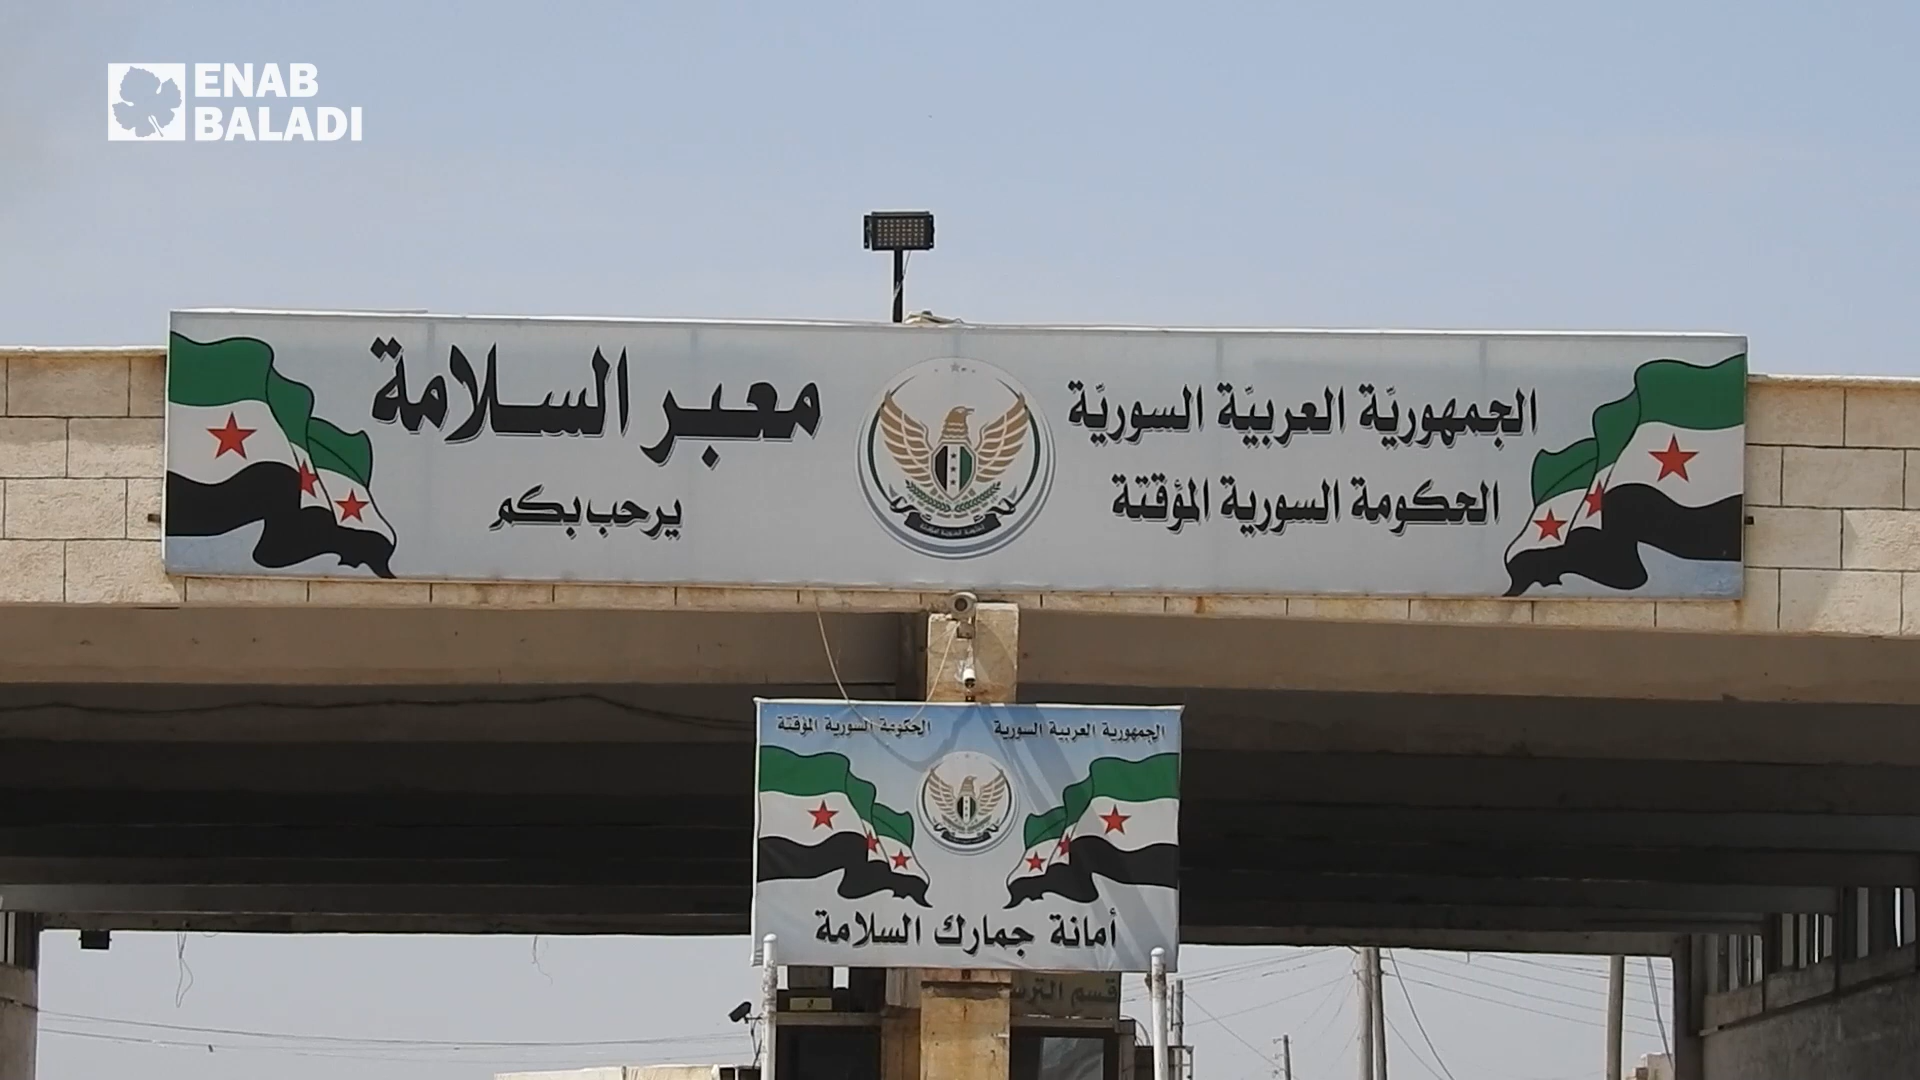 ENAB
BALADI
الجمهوريّة العربيّة السوريّة
الحكومة السورية المؤقتة
معبر السلامة
يرحب بكم
الجمهورية العربية السورية
الحكومة السورية المؤقتة
أمانة جمارك السلامة
قسم